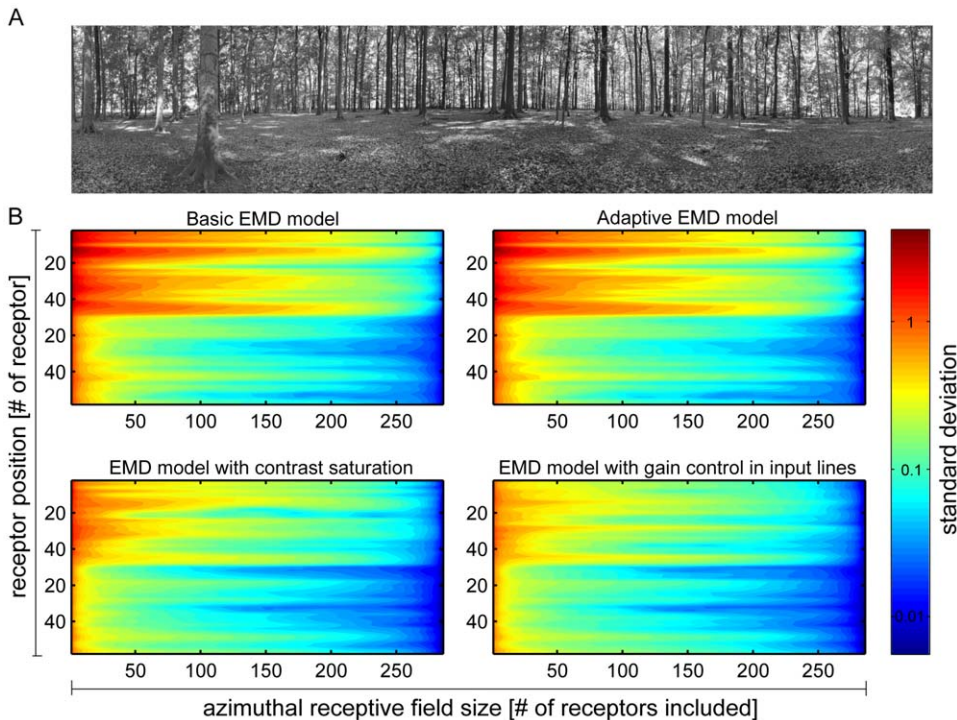 A
B
Basic EMD model
Adaptive EMD model
20
40
20
40
50 100 150 200 250
50 100 150 200 250
EMD model with contrast saturation
EMD model with gain control in input lines
20
40
20
40
50 100 150 200 250
50 100 150 200 250
receptor position [# of receptor]
azimuthal receptive field size [# of receptors included]
1
0.1
0.01
standard deviation